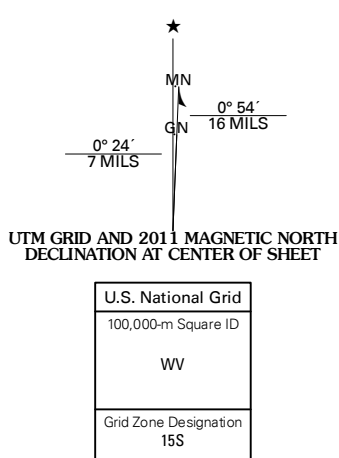 ★
MN
0° 54´
16 MILS
GN
0° 24´
7 MILS
UTM GRID AND 2011 MAGNETIC NORTH
DECLINATION AT CENTER OF SHEET
U.S. National Grid
100,000-m Square ID
WV
Grid Zone Designation
15S